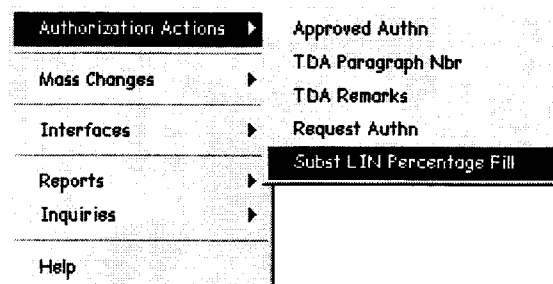 Authorization Actions
Mass Changes
Interfaces
Reports
Inquiries
Help
Approved Authn
TDA Paragraph Nbr
TDA Remarks
Request Authn
Subst LIN Percentage Fill